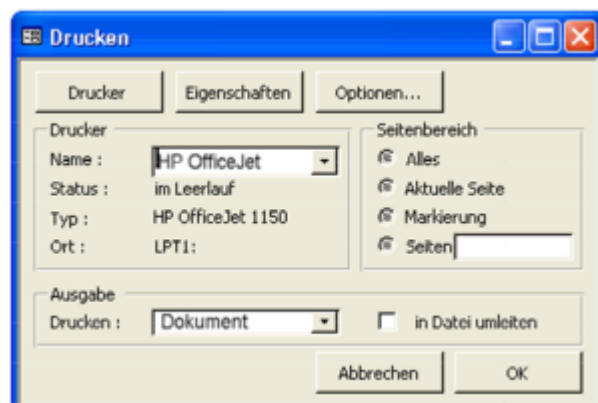 Drucken
Drucker Eigenschaften Optionen...
Drucker
Name : HP OfficeJet
Status : im Leerlauf
Typ : HP OfficeJet 1150
Ort : LPT1:
Seitenbereich
Alles
Aktuelle Seite
Markierung
Seiten
Ausgabe
Drucken : Dokument in Datei umleiten
Abbrechen OK